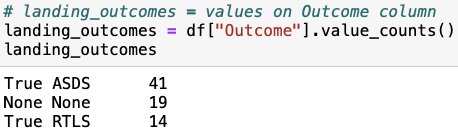 # landing_outcomes = values on Outcome column
landing_outcomes = df["Outcome"].value_counts()
landing_outcomes
True ASDS 41
None None 19
True RTLS 14